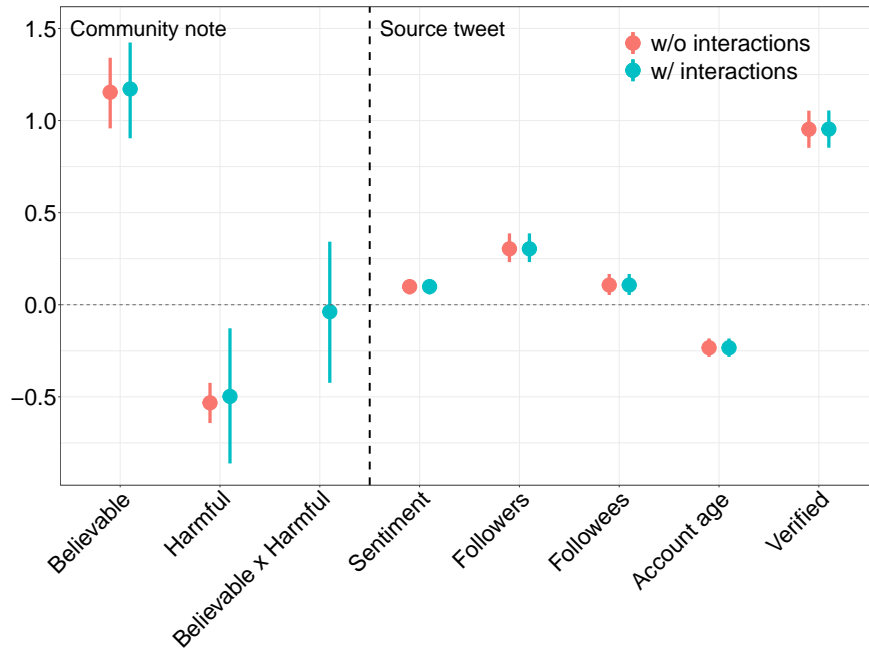 Community note
Source tweet
w/o interactions
w/ interactions
1.5
1.0
0.5
0.0
−0.5
Believable
Harmful
Believable x Harmful
Sentiment
Followers
Followees
Account age
Verified